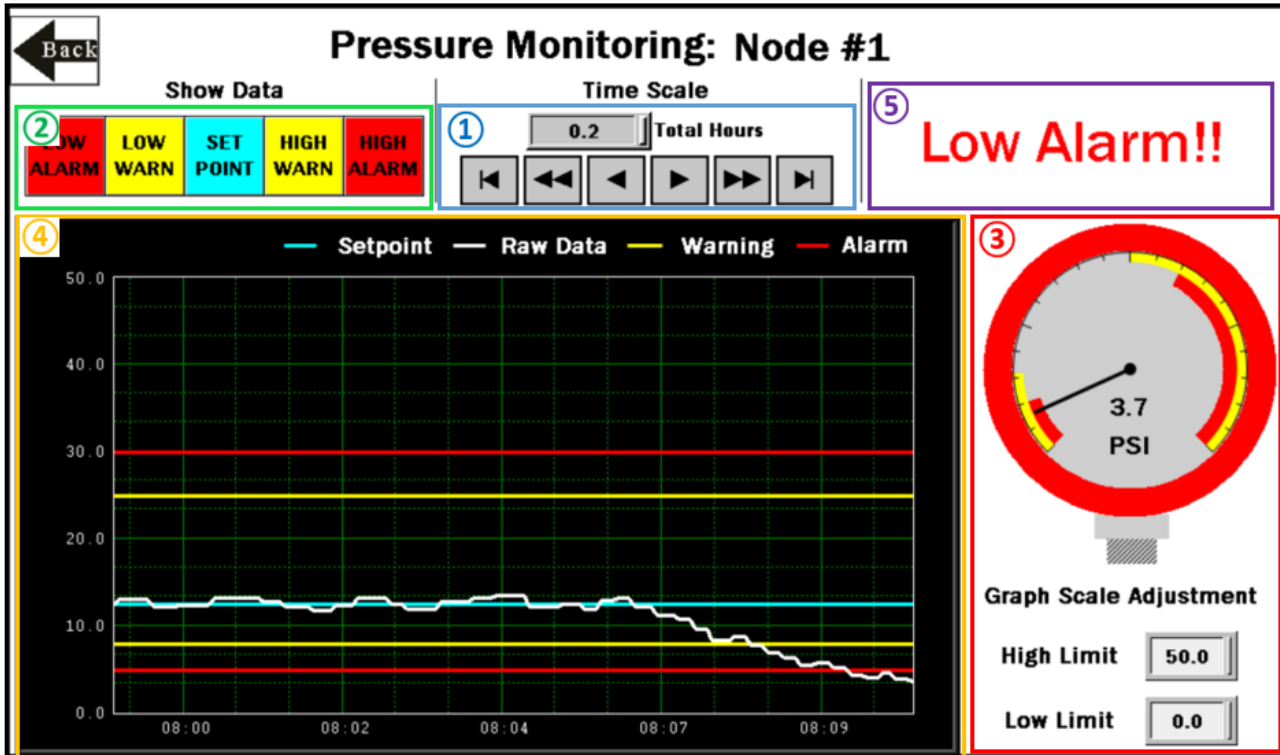 Back
Pressure Monitoring: Node #1
Show Data
Time Scale
②
LOW ALARM
LOW WARN
SET POINT
HIGH WARN
HIGH ALARM
①
0.2 Total Hours
⑤
Low Alarm!!
④
Setpoint Raw Data Warning Alarm
50.0
40.0
30.0
20.0
10.0
0.0
08:00 08:02 08:04 08:07 08:09
③
3.7
PSI
Graph Scale Adjustment
High Limit 50.0
Low Limit 0.0